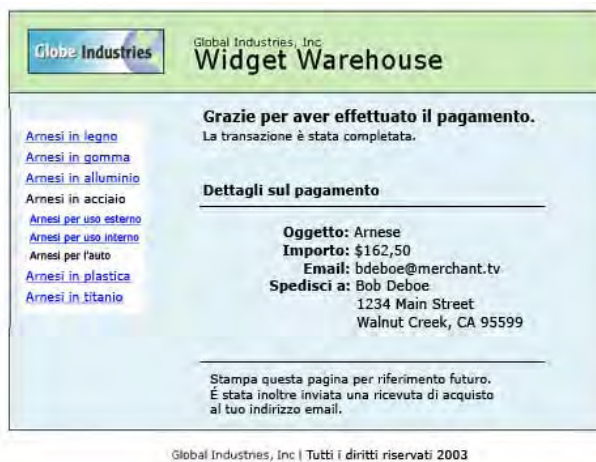 Globe Industries
Global Industries, Inc
Widget Warehouse
Arnesi in legno
Arnesi in gomma
Arnesi in alluminio
Arnesi in acciaio
Arnesi per uso esterno
Arnesi per uso interno
Arnesi per l'auto
Arnesi in plastica
Arnesi in titanio
Grazie per aver effettuato il pagamento.
La transazione è stata completata.
Dettagli sul pagamento
Oggetto: Arnese
Importo: $162,50
Email: bdeboe@merchant.tv
Spedisci a: Bob Deboe
1234 Main Street
Walnut Creek, CA 95599
Stampa questa pagina per riferimento futuro.
É stata inoltre inviata una ricevuta di acquisto
al tuo indirizzo email.
Global Industries, Inc | Tutti i diritti riservati 2003